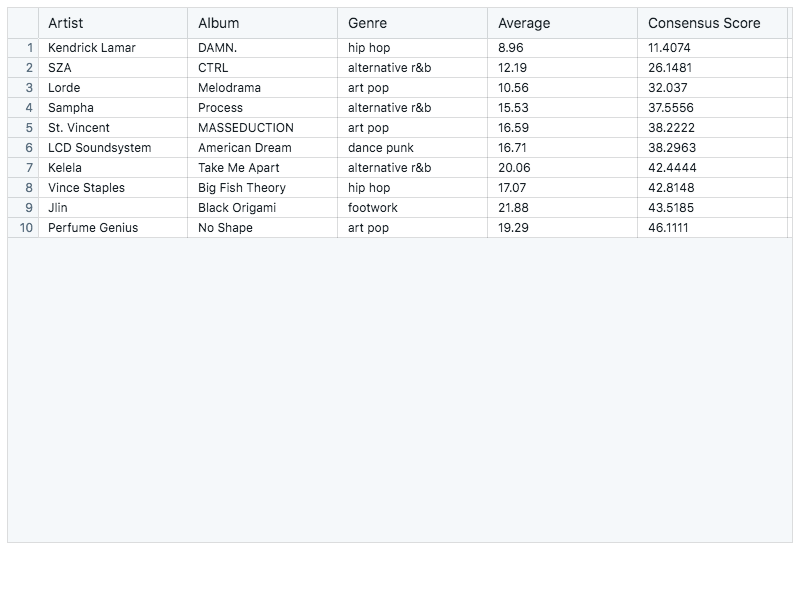 Artist Album Genre Average Consensus Score
1 Kendrick Lamar DAMN. hip hop 8.96 11.4074
2 SZA CTRL alternative r&b 12.19 26.1481
3 Lorde Melodrama art pop 10.56 32.037
4 Sampha Process alternative r&b 15.53 37.5556
5 St. Vincent MASSEDUCTION art pop 16.59 38.2222
6 LCD Soundsystem American Dream dance punk 16.71 38.2963
7 Kelela Take Me Apart alternative r&b 20.06 42.4444
8 Vince Staples Big Fish Theory hip hop 17.07 42.8148
9 Jlin Black Origami footwork 21.88 43.5185
10 Perfume Genius No Shape art pop 19.29 46.1111